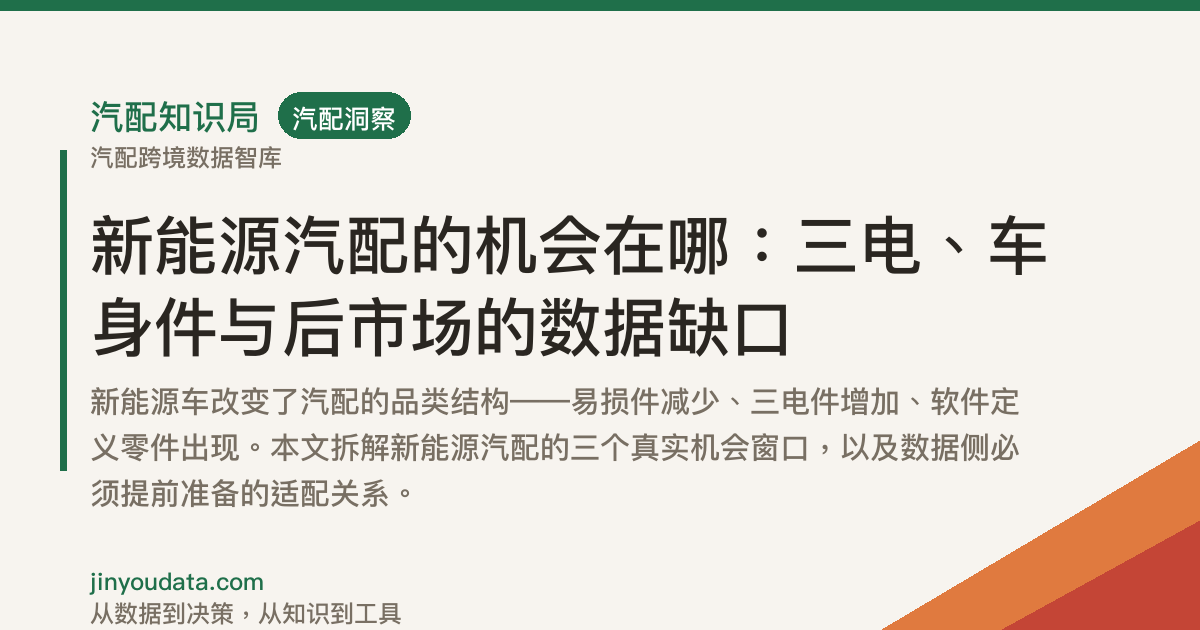 汽配知识局 汽配洞察
汽配跨境数据智库
新能源汽配的机会在哪：三电、车
身件与后市场的数据缺口
新能源车改变了汽配的品类结构——易损件减少、三电件增加、软件定
义零件出现。本文拆解新能源汽配的三个真实机会窗口，以及数据侧必
须提前准备的适配关系。
jinyoudata.com
从数据到决策，从知识到工具